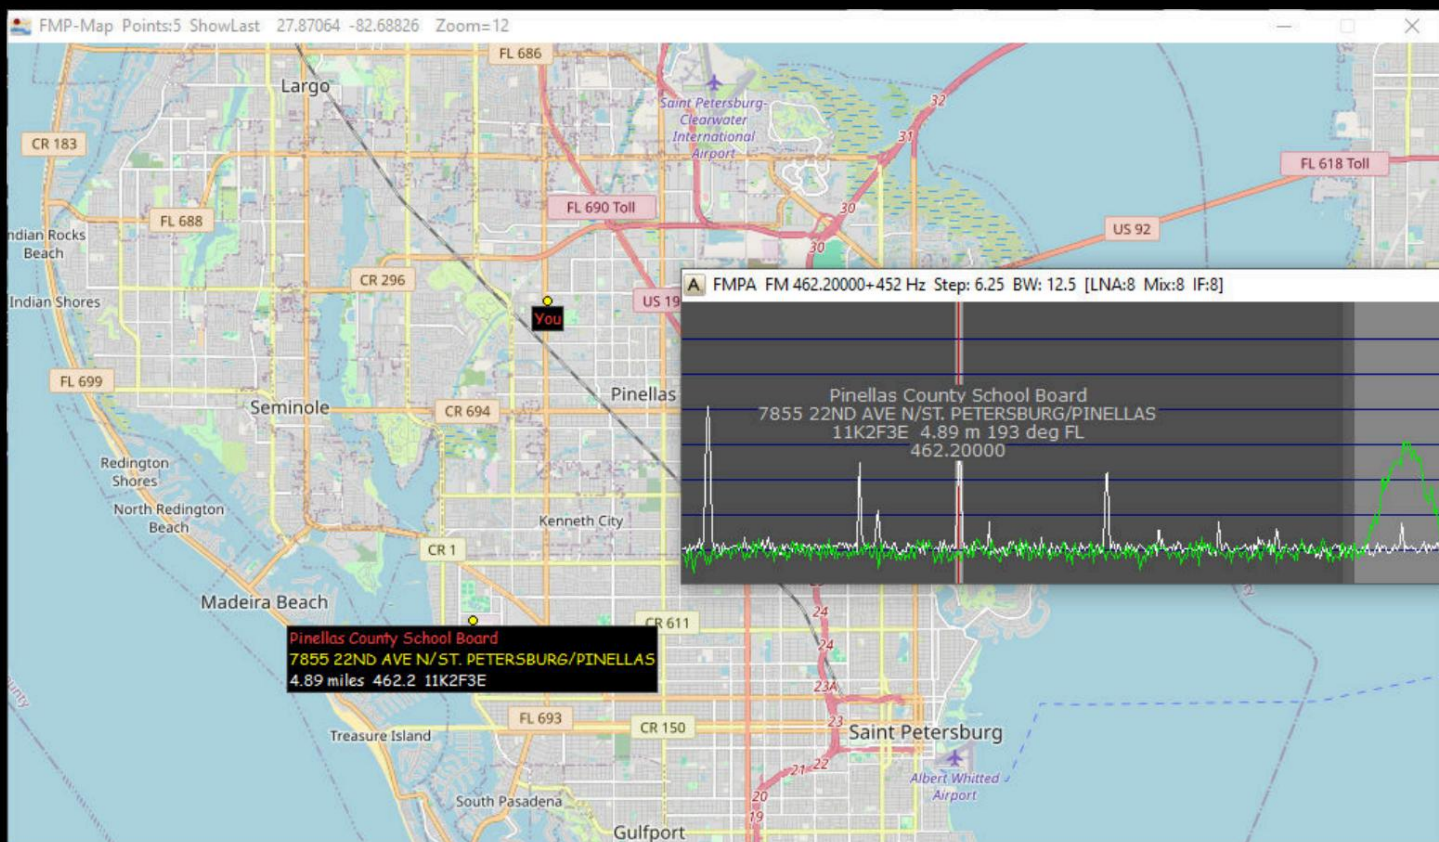 FMP-Map Points:5 ShowLast 27.87064 -82.68826 Zoom=12
FL 686
Largo
Saint Petersburg-
Clearwater
International
Airport
32
31
CR 183
FL 618 Toll
FL 690 Toll
30
FL 688
US 92
ndian Rocks
Beach
30
CR 296
Indian Shores
US 19
You
A FMPA FM 462.20000+452 Hz Step: 6.25 BW: 12.5 [LNA:8 Mix:8 IF:8]
FL 699
Pinellas
Seminole
CR 694
Pinellas County School Board
7855 22ND AVE N/ST. PETERSBURG/PINELLAS
11K2F3E 4.89 m 193 deg FL
462.20000
Redington
Shores
North Redington
Beach
Kenneth City
CR 1
Madeira Beach
24
CR 611
Pinellas County School Board
7855 22ND AVE N/ST. PETERSBURG/PINELLAS
4.89 miles 462.2 11K2F3E
24
23A
ounty
FL 693
CR 150
23
Treasure Island
Saint Petersburg
22
21
Albert Whitted
Airport
South Pasadena
20
19
Gulfport